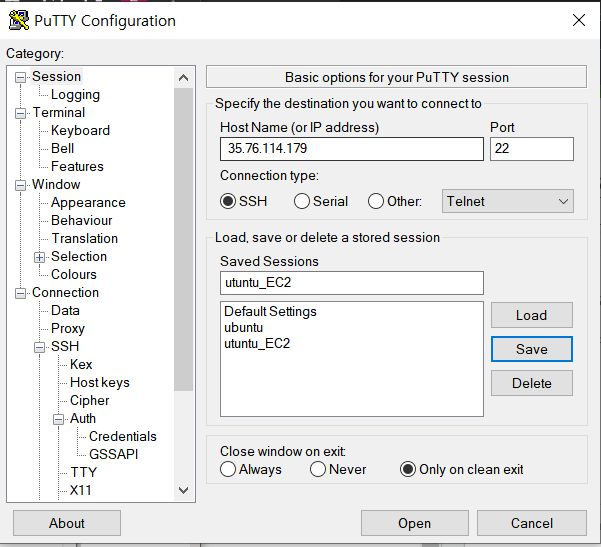 PuTTY Configuration
Category:
Session
Logging
Terminal
Keyboard
Bell
Features
Window
Appearance
Behaviour
Translation
Selection
Colours
Connection
Data
Proxy
SSH
Kex
Host keys
Cipher
Auth
Credentials
GSSAPI
TTY
X11
Basic options for your PuTTY session
Specify the destination you want to connect to
Host Name (or IP address) Port
35.76.114.179 22
Connection type:
SSH Serial Other: Telnet
Load, save or delete a stored session
Saved Sessions
utuntu_EC2
Default Settings
ubuntu
utuntu_EC2
Load
Save
Delete
Close window on exit:
Always Never Only on clean exit
About Open Cancel